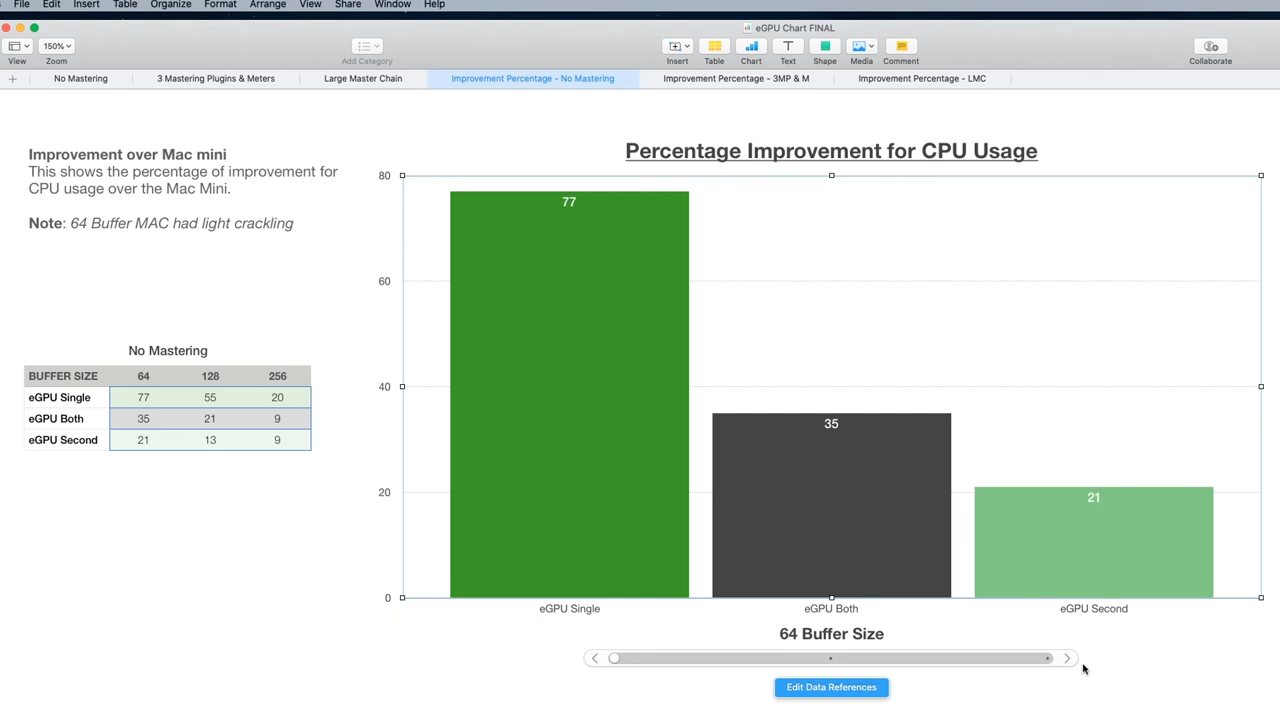 File Edit Insert Table Organize Format Arrange View Share Window Help
eGPU Chart FINAL
150%
View Zoom Add Category Insert Table Chart Text Shape Media Comment Collaborate
No Mastering 3 Mastering Plugins & Meters Large Master Chain Improvement Percentage - No Mastering Improvement Percentage - 3MP & M Improvement Percentage - LMC
Improvement over Mac mini
This shows the percentage of improvement for
CPU usage over the Mac Mini.
Note: 64 Buffer MAC had light crackling
No Mastering
BUFFER SIZE 64 128 256
eGPU Single 77 55 20
eGPU Both 35 21 9
eGPU Second 21 13 9
Percentage Improvement for CPU Usage
80
77
60
40
35
20
21
0
eGPU Single eGPU Both eGPU Second
64 Buffer Size
Edit Data References